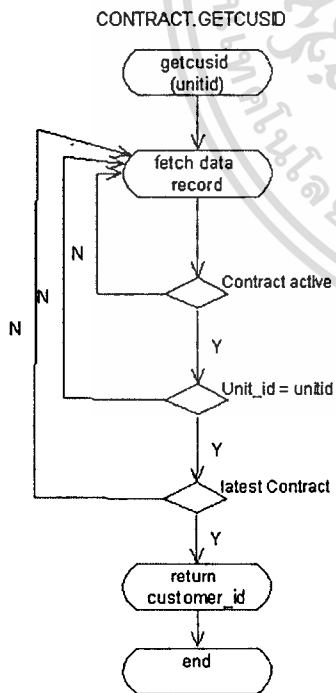 CONTRACT.GETCUSID
getcusid
(unitid)
fetch data
record
N
Contract active
N
N
Y
Unit_id = unitid
Y
latest Contract
Y
return
customer_id
end